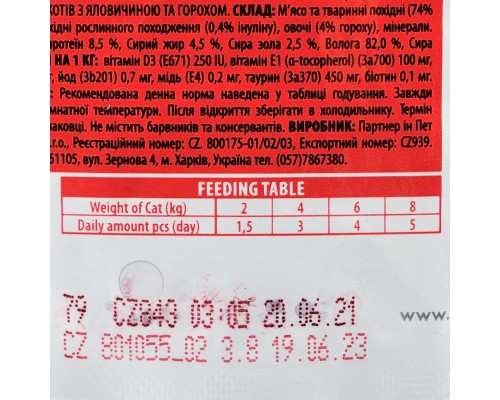 КОТІВ З ЯЛОВИЧИНОЮ ТА ГОРОХОМ. СКЛАД: М'ясо та тваринні похідні (74%
хідні рослинного походження (0,4% інуліну), овочі (4% гороху), мінерали.
ротеїн 8,5 %, Сирий жир 4,5 %, Сира зола 2,5 %, Волога 82,0 %, Сира
И НА 1 КГ: вітамін D3 (E671) 250 IU, вітамін E1 (α-tocopherol) (3a700) 100 мг,
г, йод (3b201) 0,7 мг, мідь (E4) 0,2 мг, таурин (3a370) 450 мг, біотин 0,1 мг.
: Рекомендована денна норма наведена у таблиці годування. Завжди
мнатної температури. Після відкриття зберігати в холодильнику. Термін
паковці. Не містить барвників та консервантів. ВИРОБНИК: Партнер ін Пет
r.o., Реєстраційний номер: CZ. 800175-01/02/03, Експортний номер: CZ939.
61105, вул. Зернова 4, м. Харків, Україна тел. (057)7867380.
FEEDING TABLE
Weight of Cat (kg) 2 4 6 8
Daily amount pcs (day) 1,5 3 4 5
79 CZ040 03:05 20.06.21
www.
CZ 801055_02 3.8 19.06.23